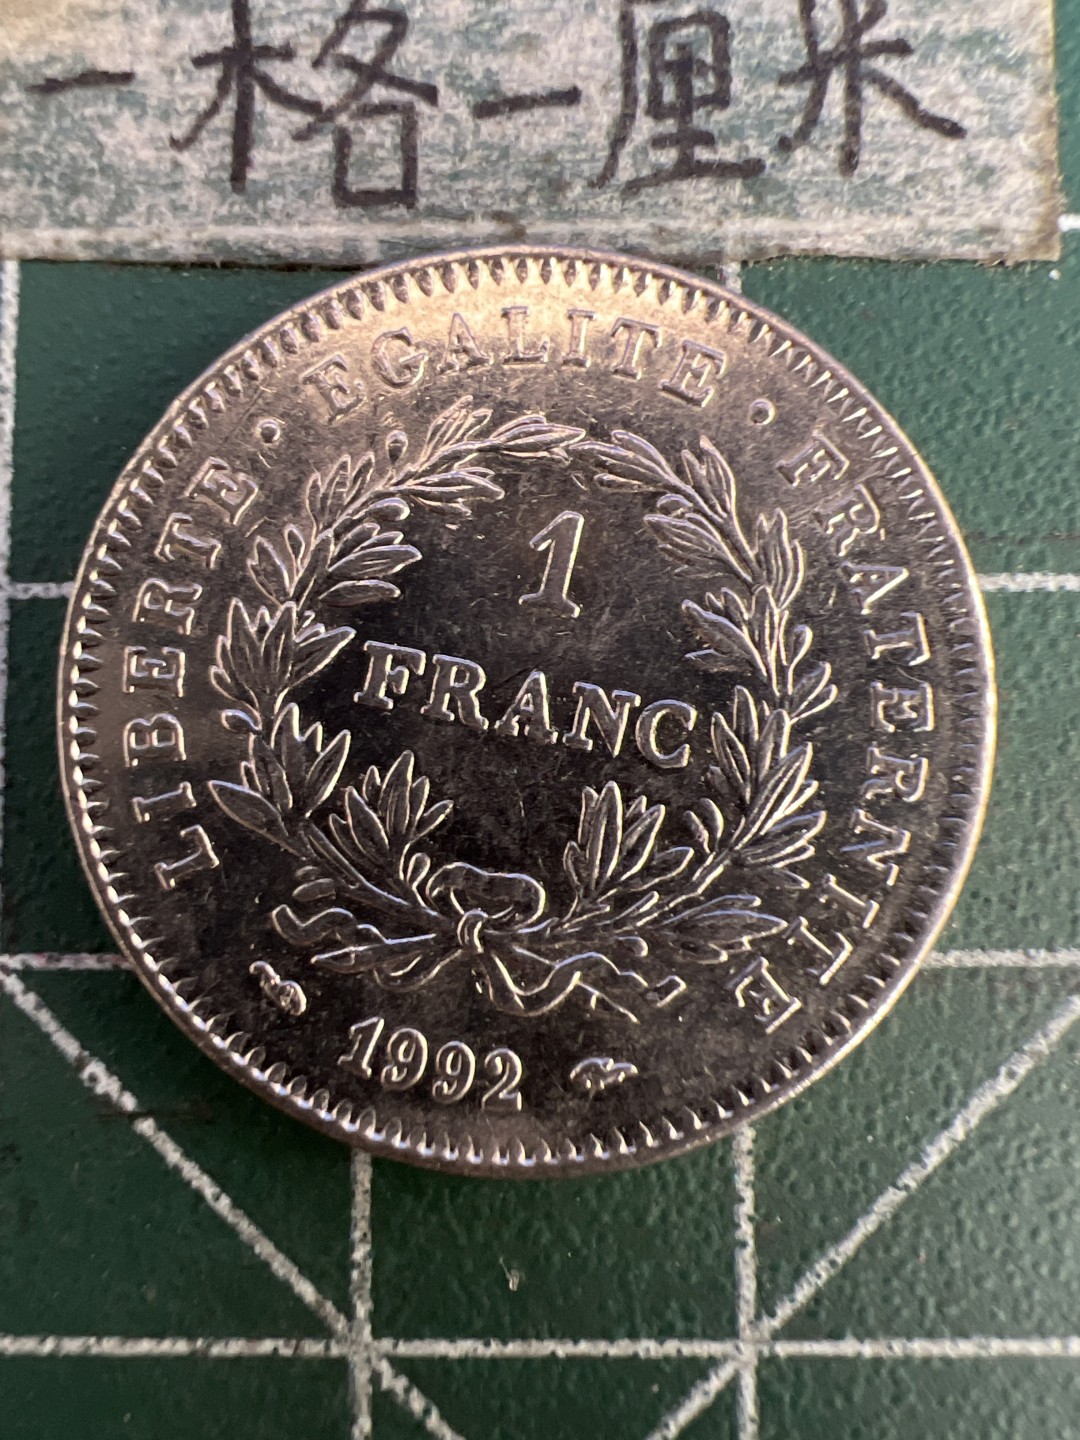 一格一厘米
LIBERTE · EGALITE · FRATERNITE
1
FRANC
1992